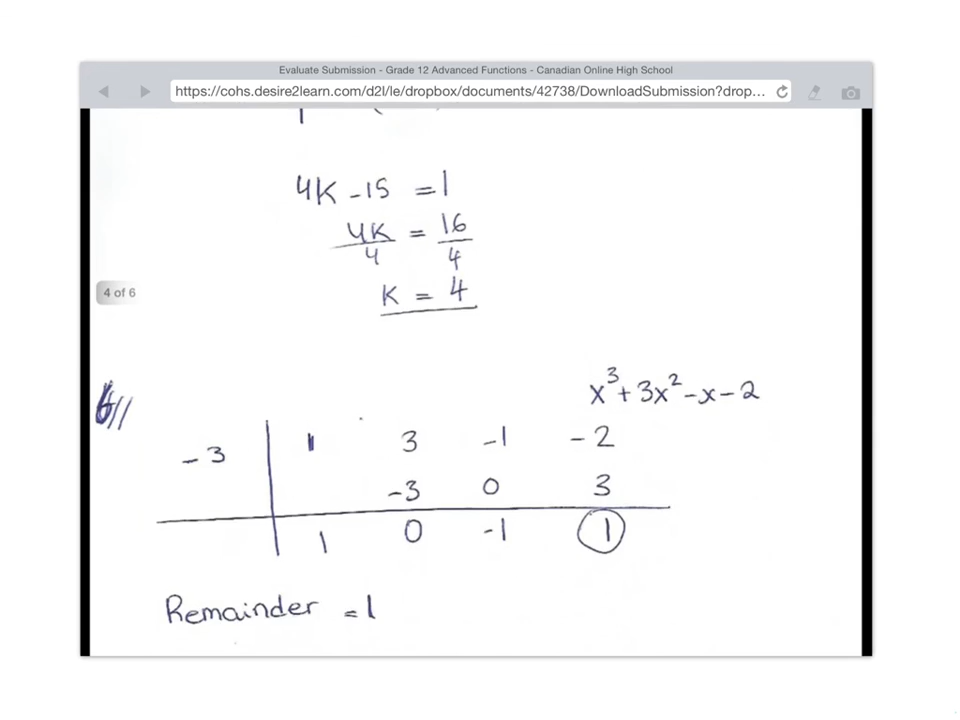 Evaluate Submission - Grade 12 Advanced Functions - Canadian Online High School
https://cohs.desire2learn.com/d2l/le/dropbox/documents/42738/DownloadSubmission?drop...
4K - 15 = 1
4K/4 = 16/4
K = 4
4 of 6
x³ + 3x² - x - 2
6//
-3 | 1 3 -1 -2
-3 0 3
1 0 -1 1
Remainder = 1